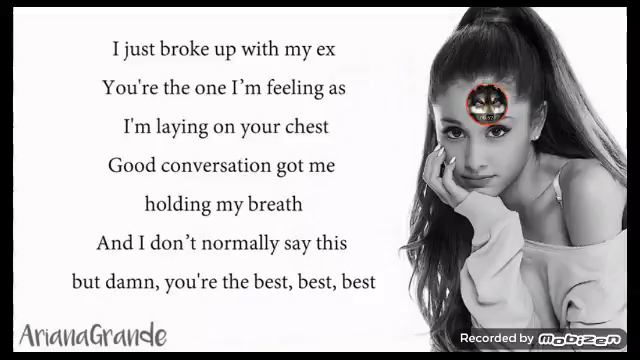 I just broke up with my ex
You're the one I’m feeling as
I'm laying on your chest
Good conversation got me
holding my breath
And I don’t normally say this
but damn, you're the best, best, best
ArianaGrande
Recorded by Mobizen